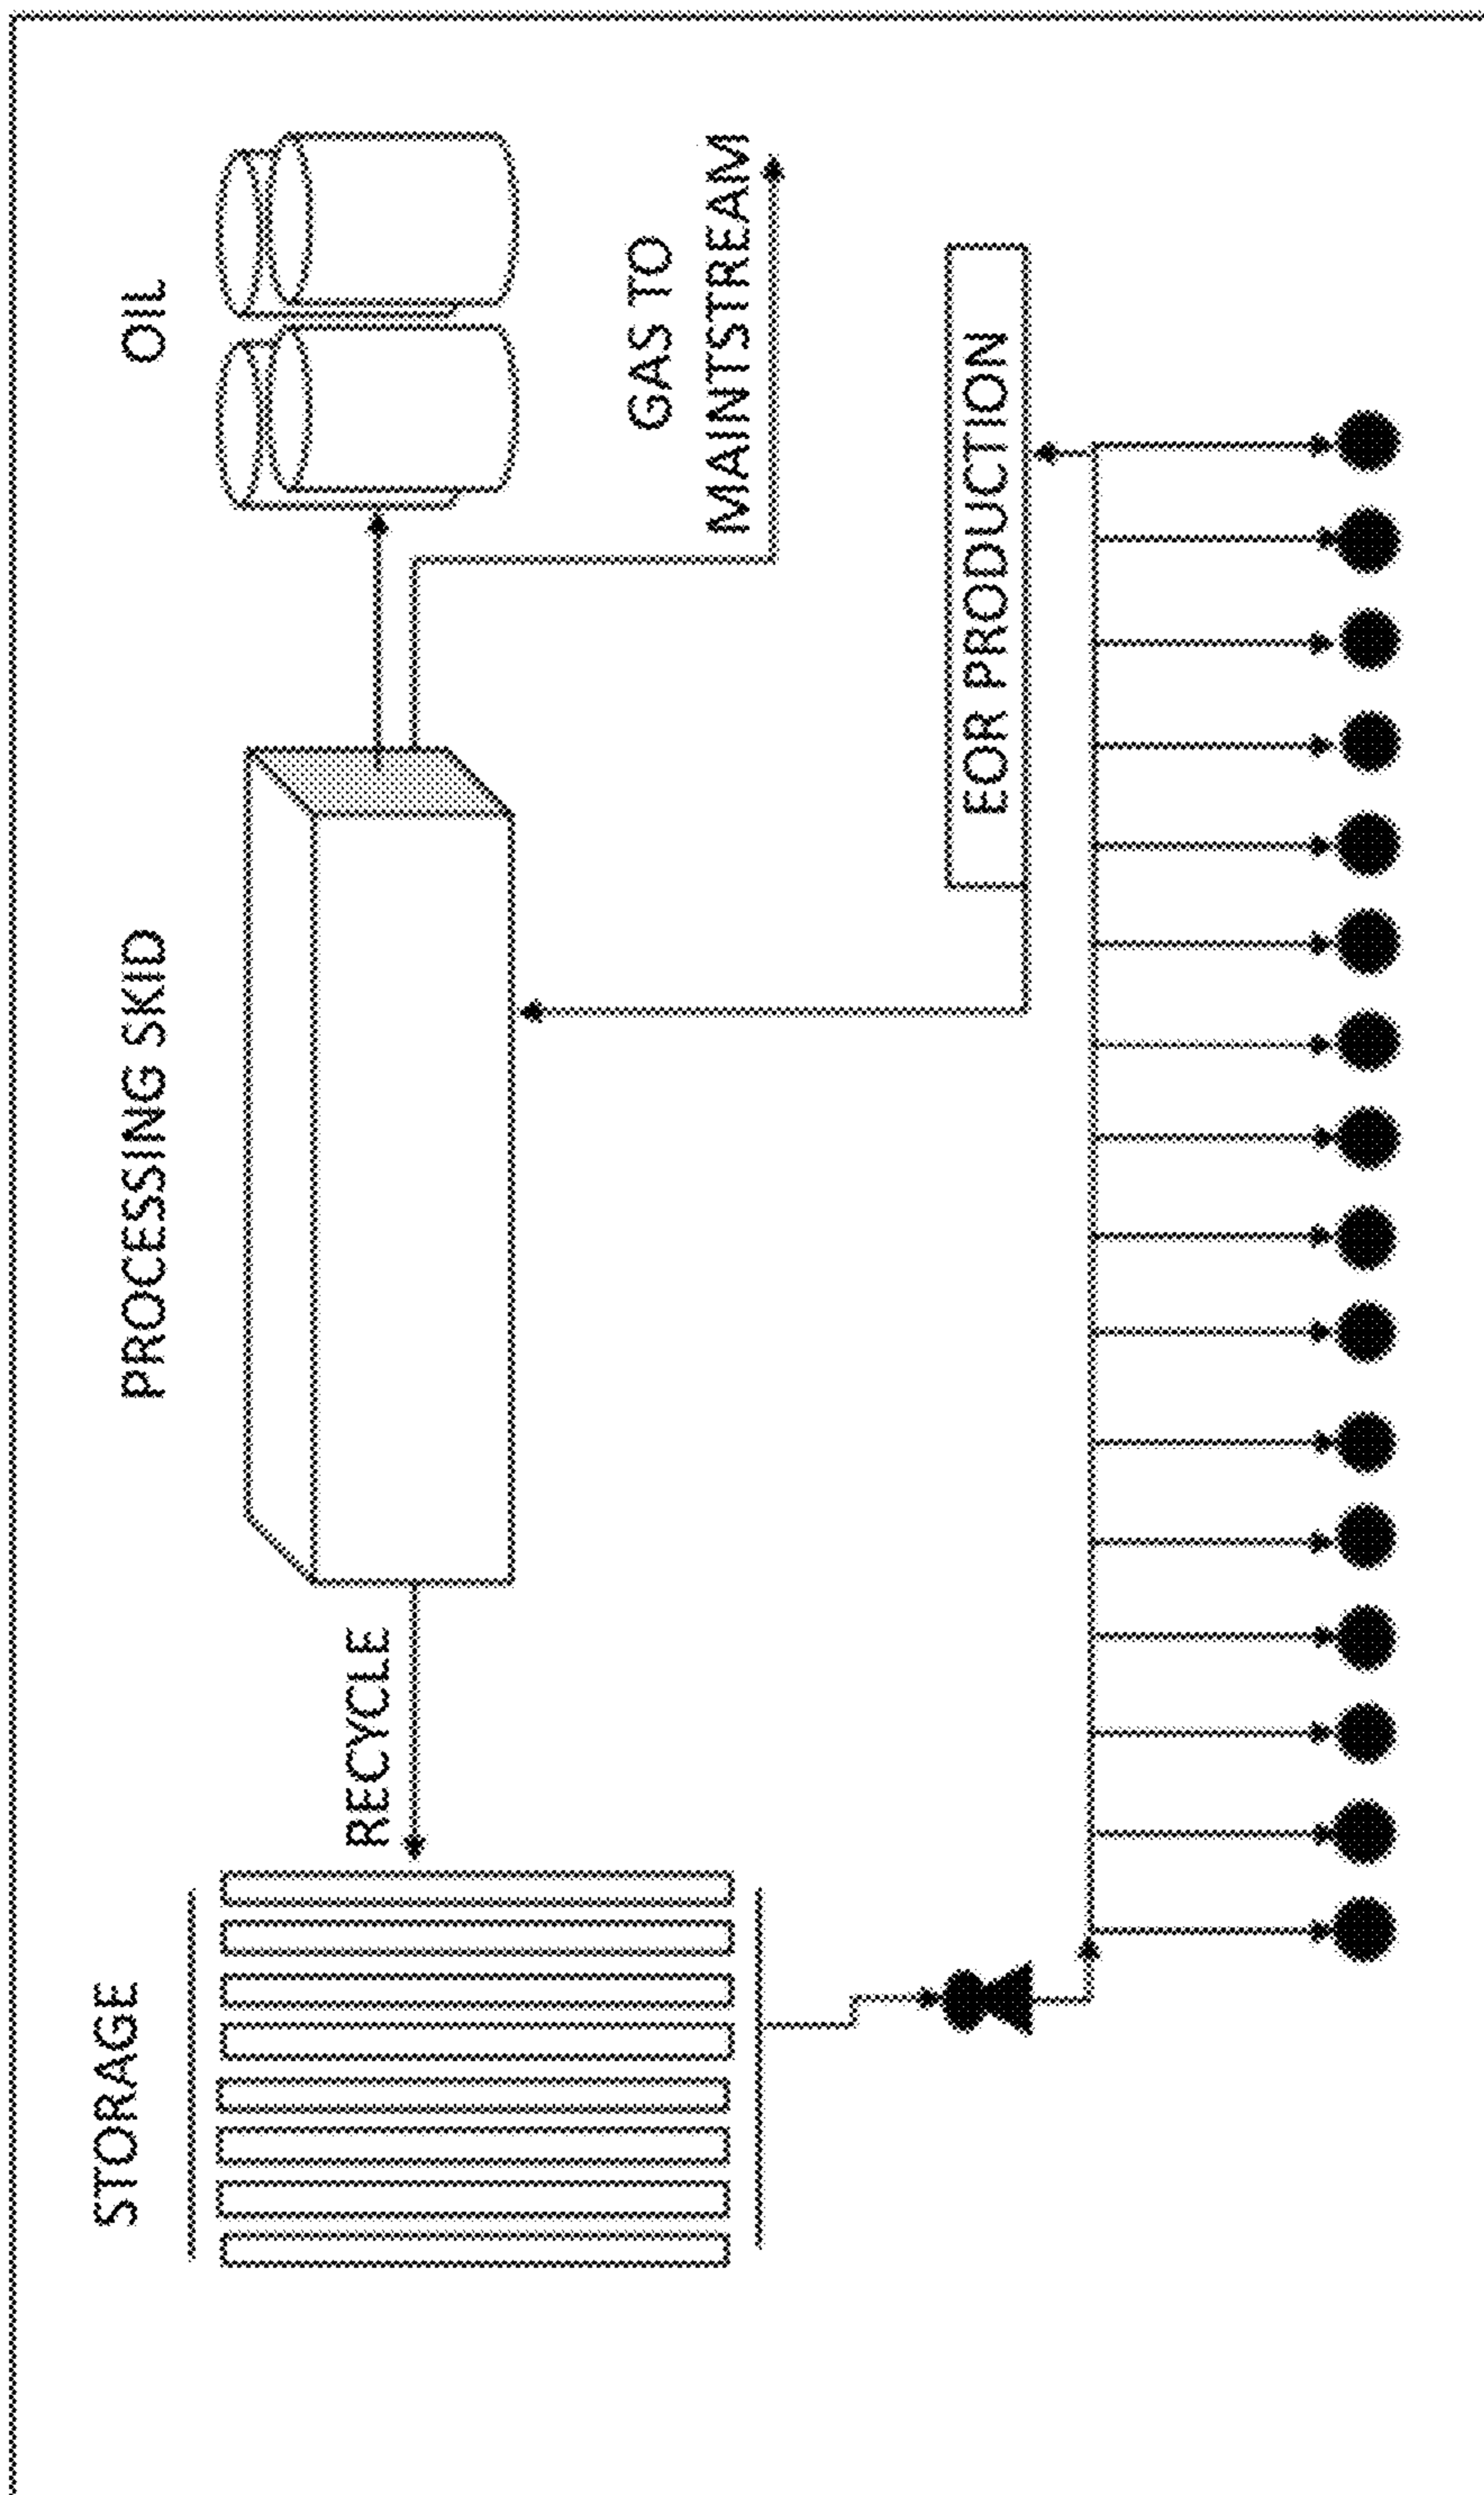 STORAGE
PROCESSING SKID
OIL
RECYCLE
GAS TO
MAINTSTREAM
EOR PRODUCTION